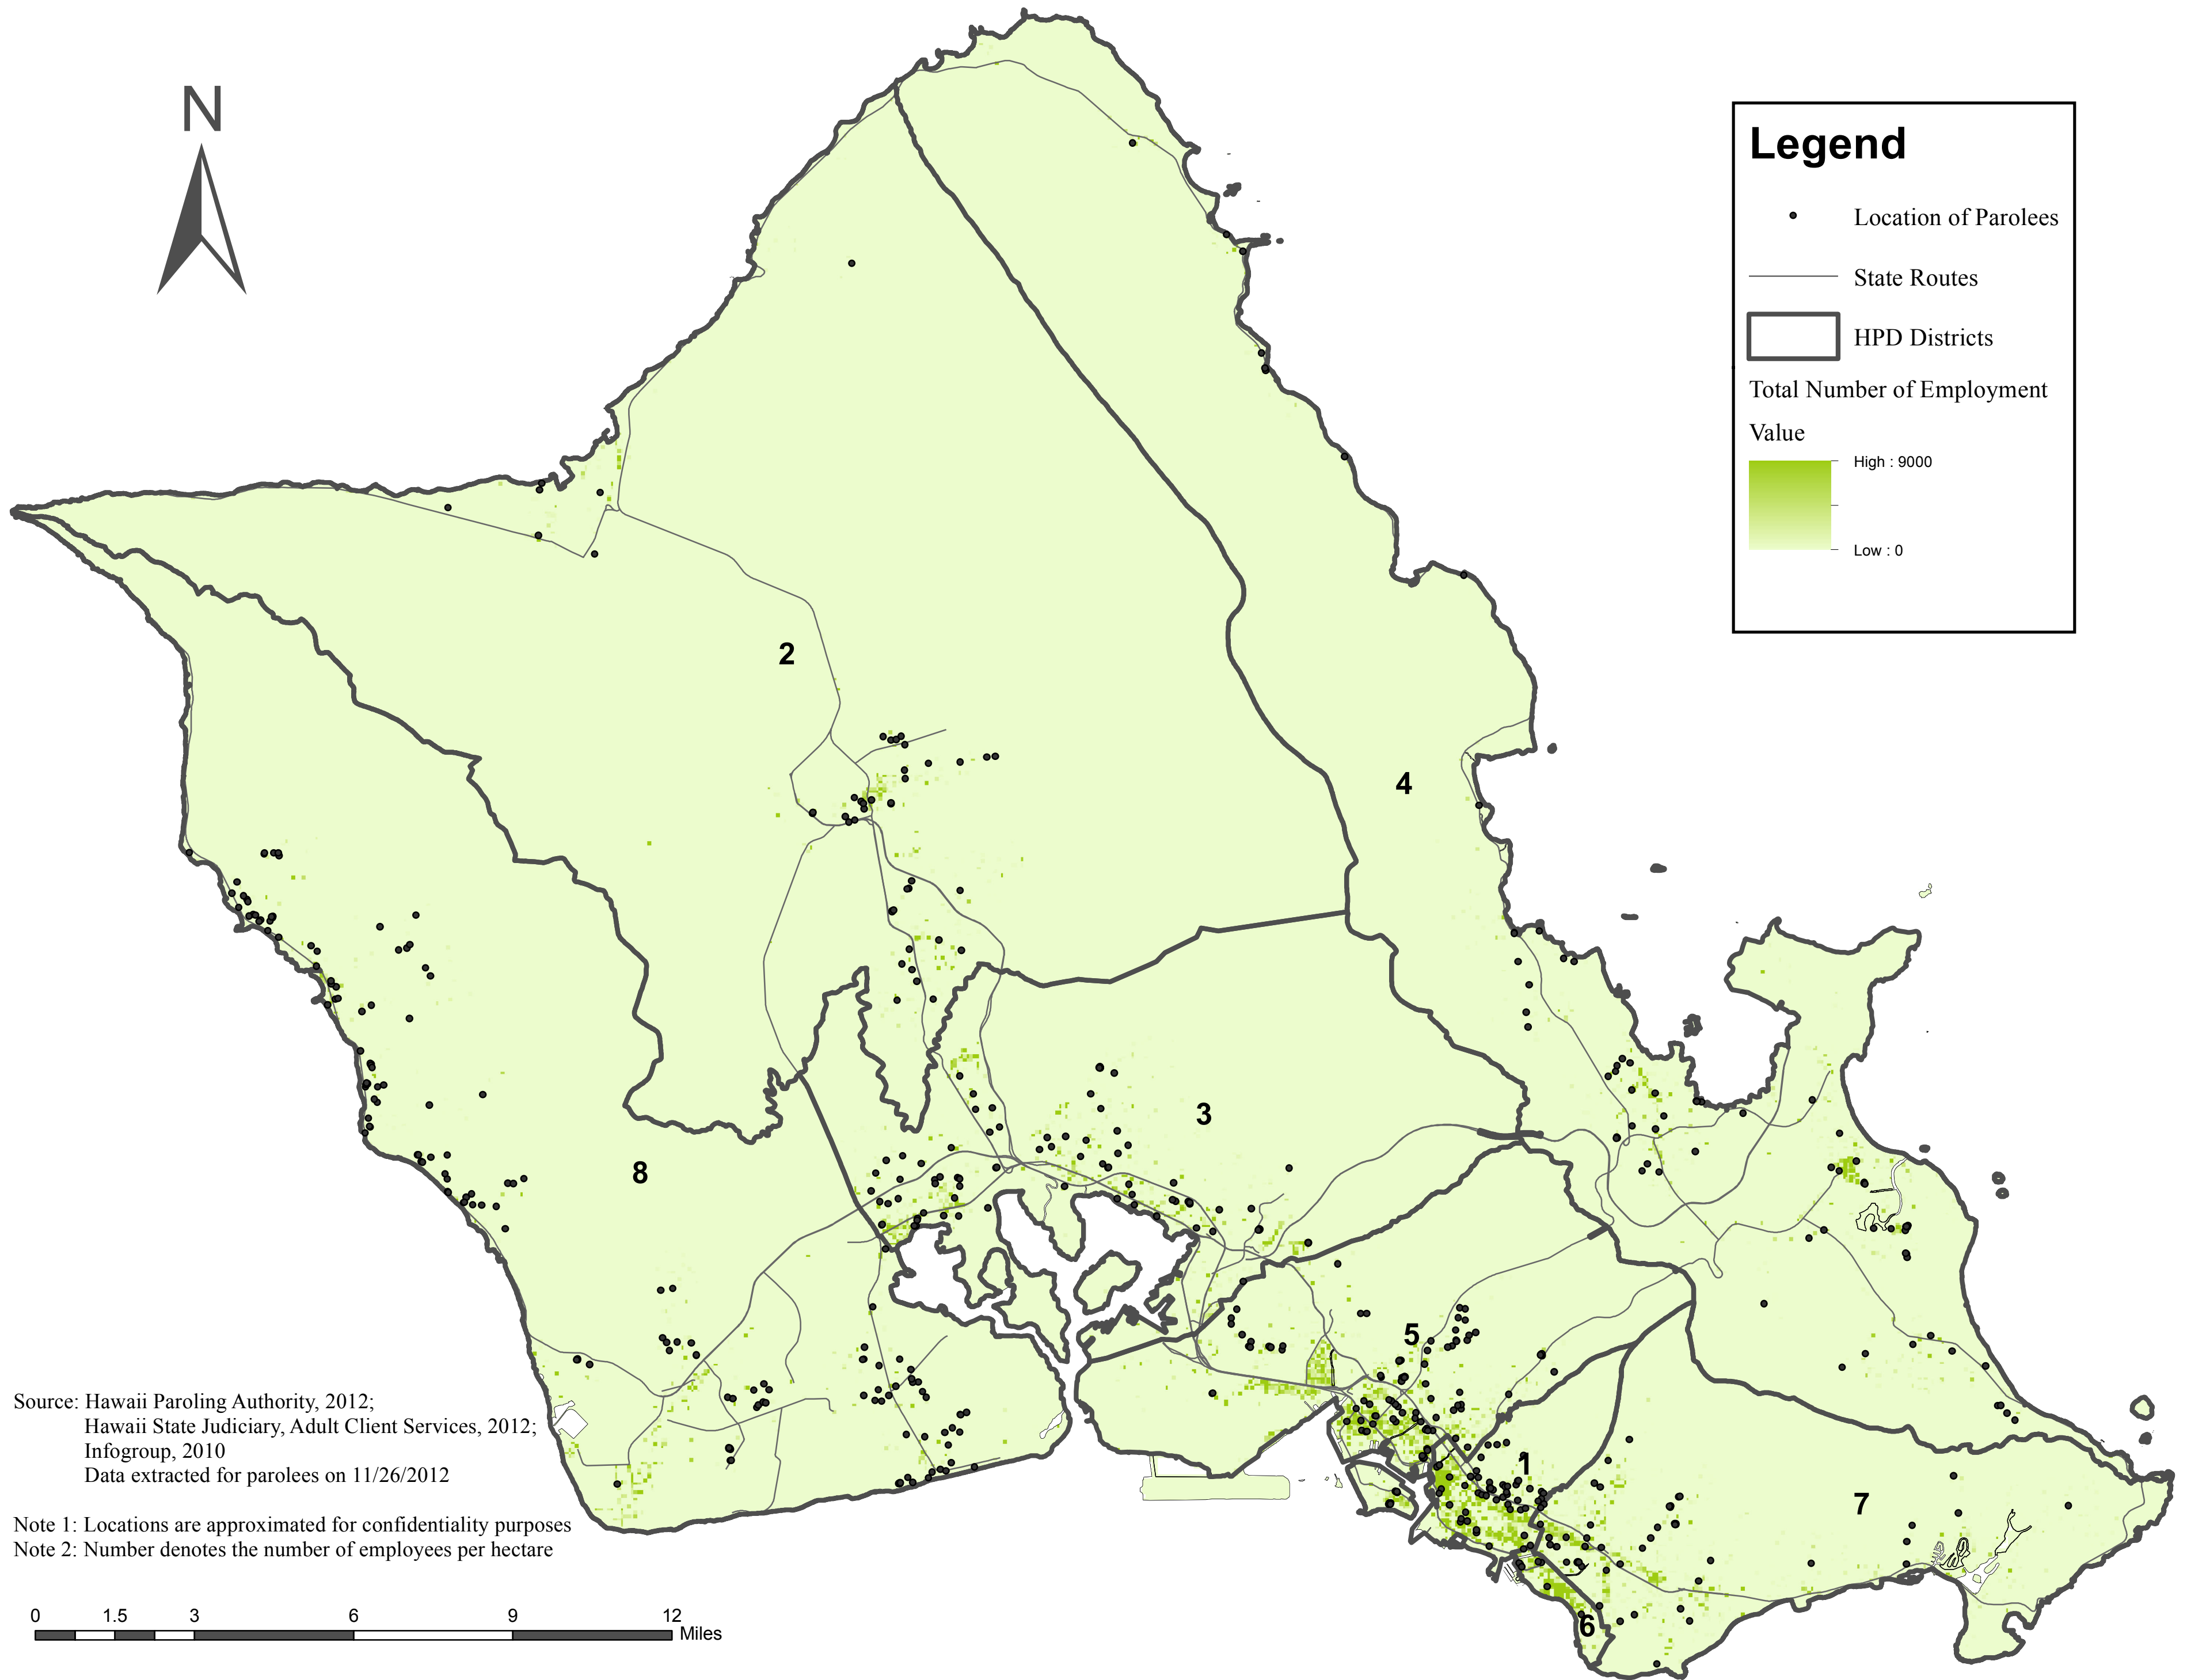 N
Legend
Location of Parolees
State Routes
HPD Districts
Total Number of Employment
Value
High : 9000
Low : 0
2
4
3
8
5
1
7
6
Source: Hawaii Paroling Authority, 2012;
Hawaii State Judiciary, Adult Client Services, 2012;
Infogroup, 2010
Data extracted for parolees on 11/26/2012
Note 1: Locations are approximated for confidentiality purposes
Note 2: Number denotes the number of employees per hectare
0 1.5 3 6 9 12
Miles